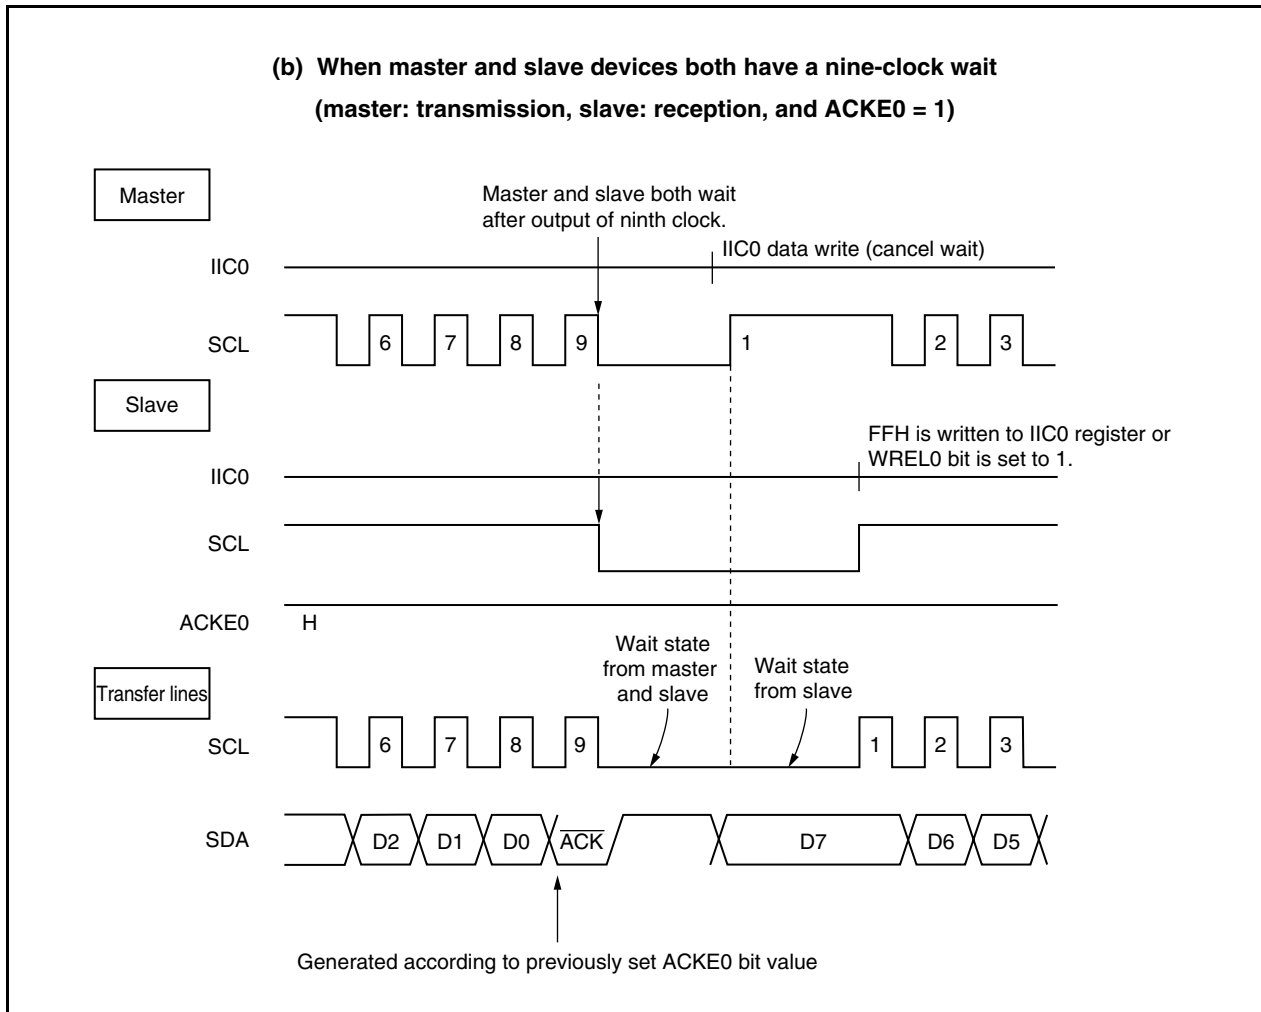 (b) When master and slave devices both have a nine-clock wait
(master: transmission, slave: reception, and ACKE0 = 1)
Master
Master and slave both wait
after output of ninth clock.
IIC0 data write (cancel wait)
IIC0
SCL
6 7 8 9 1 2 3
Slave
FFH is written to IIC0 register or
WREL0 bit is set to 1.
IIC0
SCL
ACKE0 H
Wait state
from master
and slave
Wait state
from slave
Transfer lines
SCL
6 7 8 9 1 2 3
SDA
D2 D1 D0 A̅C̅K̅ D7 D6 D5
Generated according to previously set ACKE0 bit value